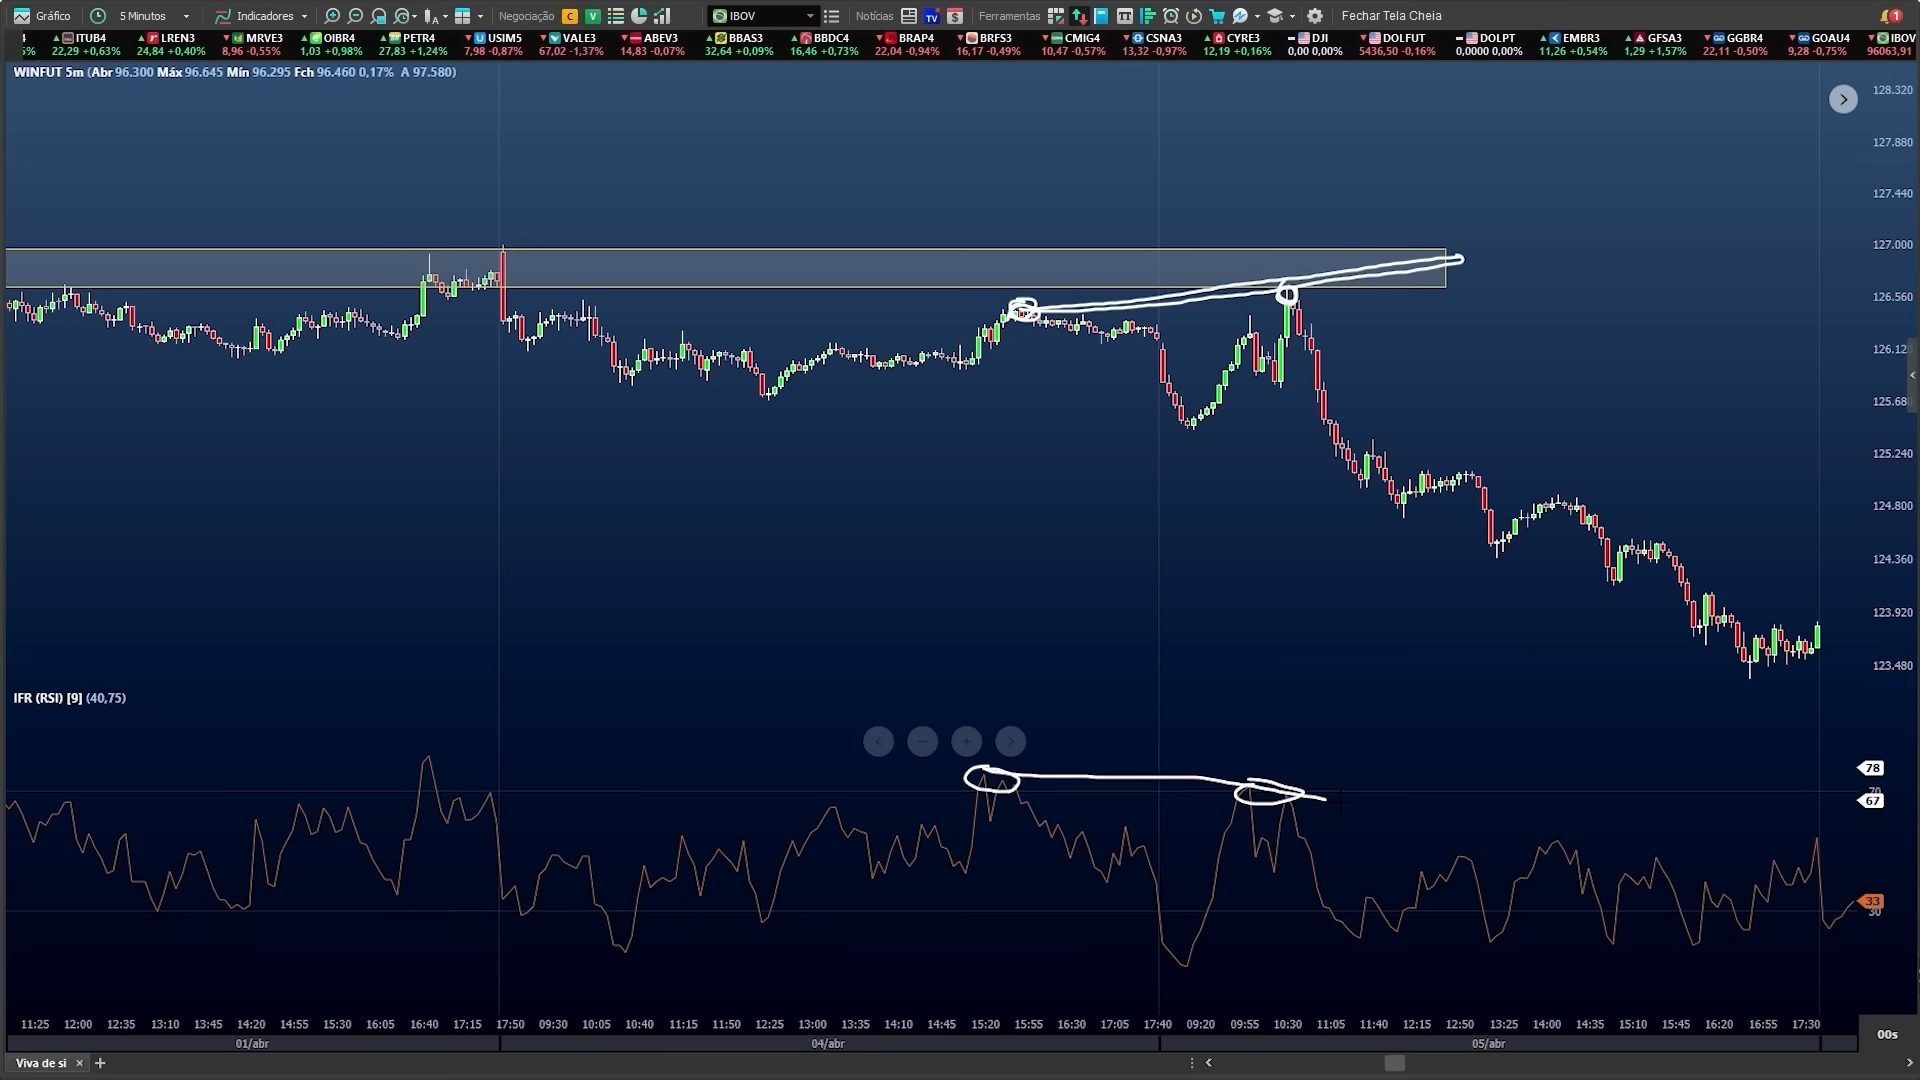 Gráfico 5 Minutos Indicadores Negociação C V IBOV Notícias TV $ Ferramentas Fechar Tela Cheia 1
ITUB4 LREN3 MRVE3 OIBR4 PETR4 USIM5 VALE3 ABEV3 BBAS3 BBDC4 BRAP4 BRFS3 CMIG4 CSNA3 CYRE3 DJI DOLFUT DOLPT EMBR3 GFSA3 GGBR4 GOAU4 IBOV
5% 22,29 +0,63% 24,84 +0,40% 8,96 -0,55% 1,03 +0,98% 27,83 +1,24% 7,98 -0,87% 67,02 -1,37% 14,83 -0,07% 32,64 +0,09% 16,46 +0,73% 22,04 -0,94% 16,17 -0,49% 10,47 -0,57% 13,32 -0,97% 12,19 +0,16% 0,00 0,00% 5436,50 -0,16% 0,0000 0,00% 11,26 +0,54% 1,29 +1,57% 22,11 -0,50% 9,28 -0,75% 96063,91
WINFUT 5m (Abr 96.300 Máx 96.645 Mín 96.295 Fch 96.460 0,17% A 97.580)
128.320
127.880
127.440
127.000
126.560
126.120
125.680
125.240
124.800
124.360
123.920
123.480
IFR (RSI) [9] (40,75)
78
70
67
33
30
11:25 12:00 12:35 13:10 13:45 14:20 14:55 15:30 16:05 16:40 17:15 17:50 09:30 10:05 10:40 11:15 11:50 12:25 13:00 13:35 14:10 14:45 15:20 15:55 16:30 17:05 17:40 09:20 09:55 10:30 11:05 11:40 12:15 12:50 13:25 14:00 14:35 15:10 15:45 16:20 16:55 17:30
00s
01/abr 04/abr 05/abr
Viva de si × +